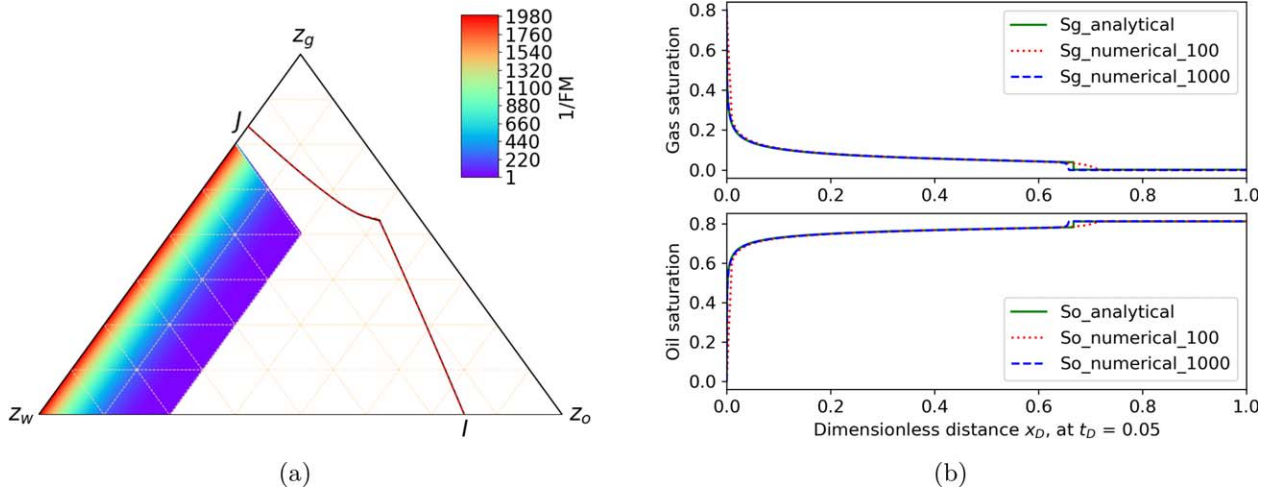 1980
1760
1540
1320
1100
880
660
440
220
1
1/FM
z_g
J
z_w
I
z_o
(a)
0.8
0.6
0.4
0.2
0.0
Gas saturation
Sg_analytical
Sg_numerical_100
Sg_numerical_1000
0.8
0.6
0.4
0.2
0.0
Oil saturation
So_analytical
So_numerical_100
So_numerical_1000
0.0 0.2 0.4 0.6 0.8 1.0
Dimensionless distance x_D, at t_D = 0.05
(b)